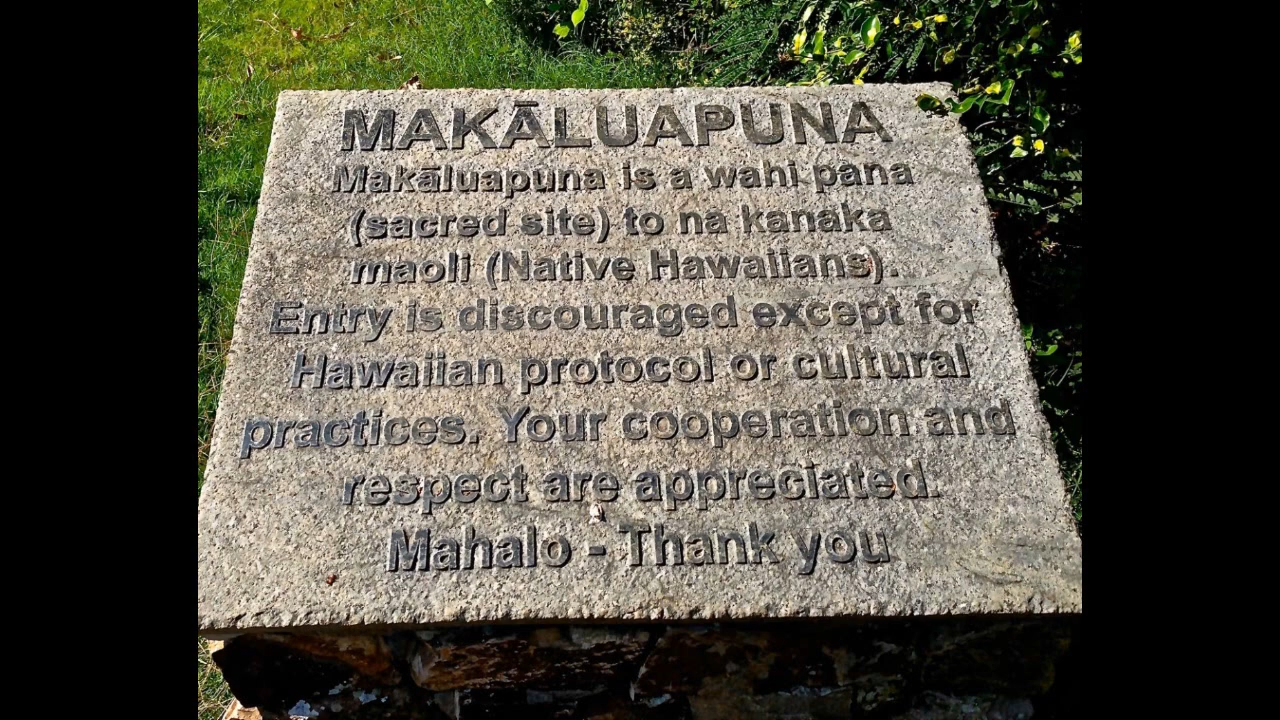 MAKĀLUAPUNA
Makāluapuna is a wahi pana
(sacred site) to na kanaka
maoli (Native Hawaiians).
Entry is discouraged except for
Hawaiian protocol or cultural
practices. Your cooperation and
respect are appreciated.
Mahalo - Thank you